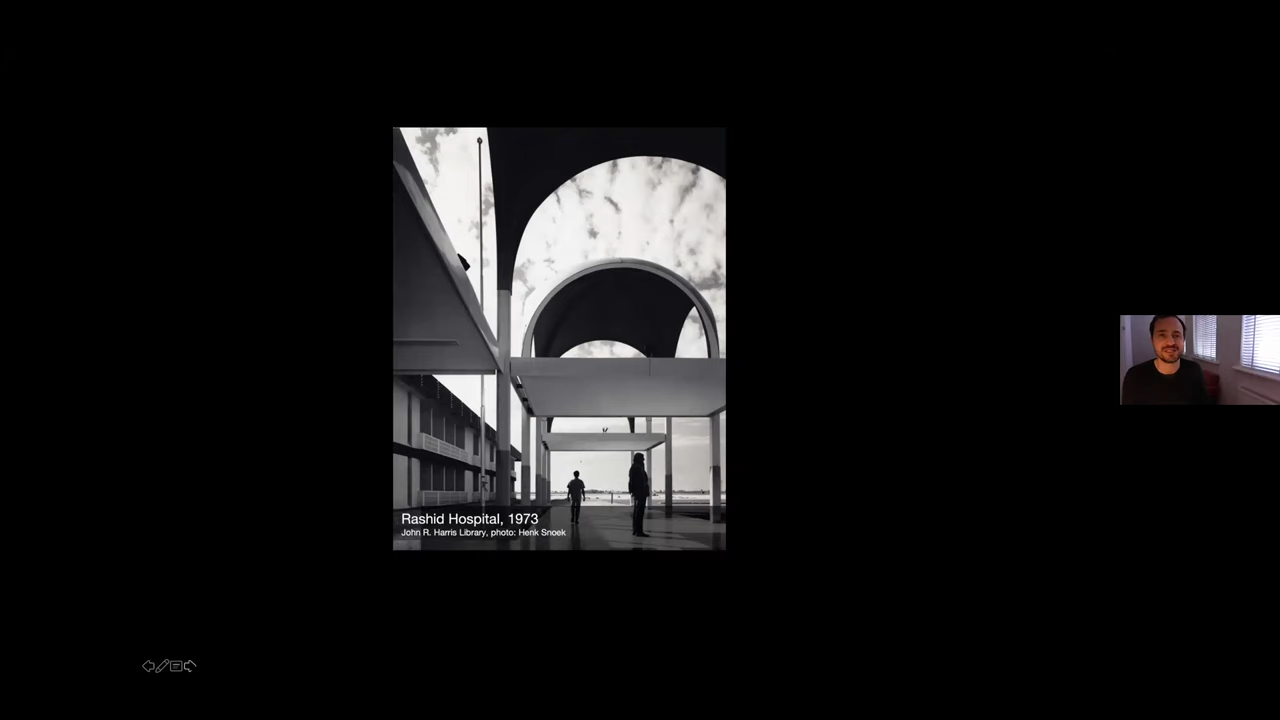 Rashid Hospital, 1973
John R. Harris Library, photo: Henk Snoek